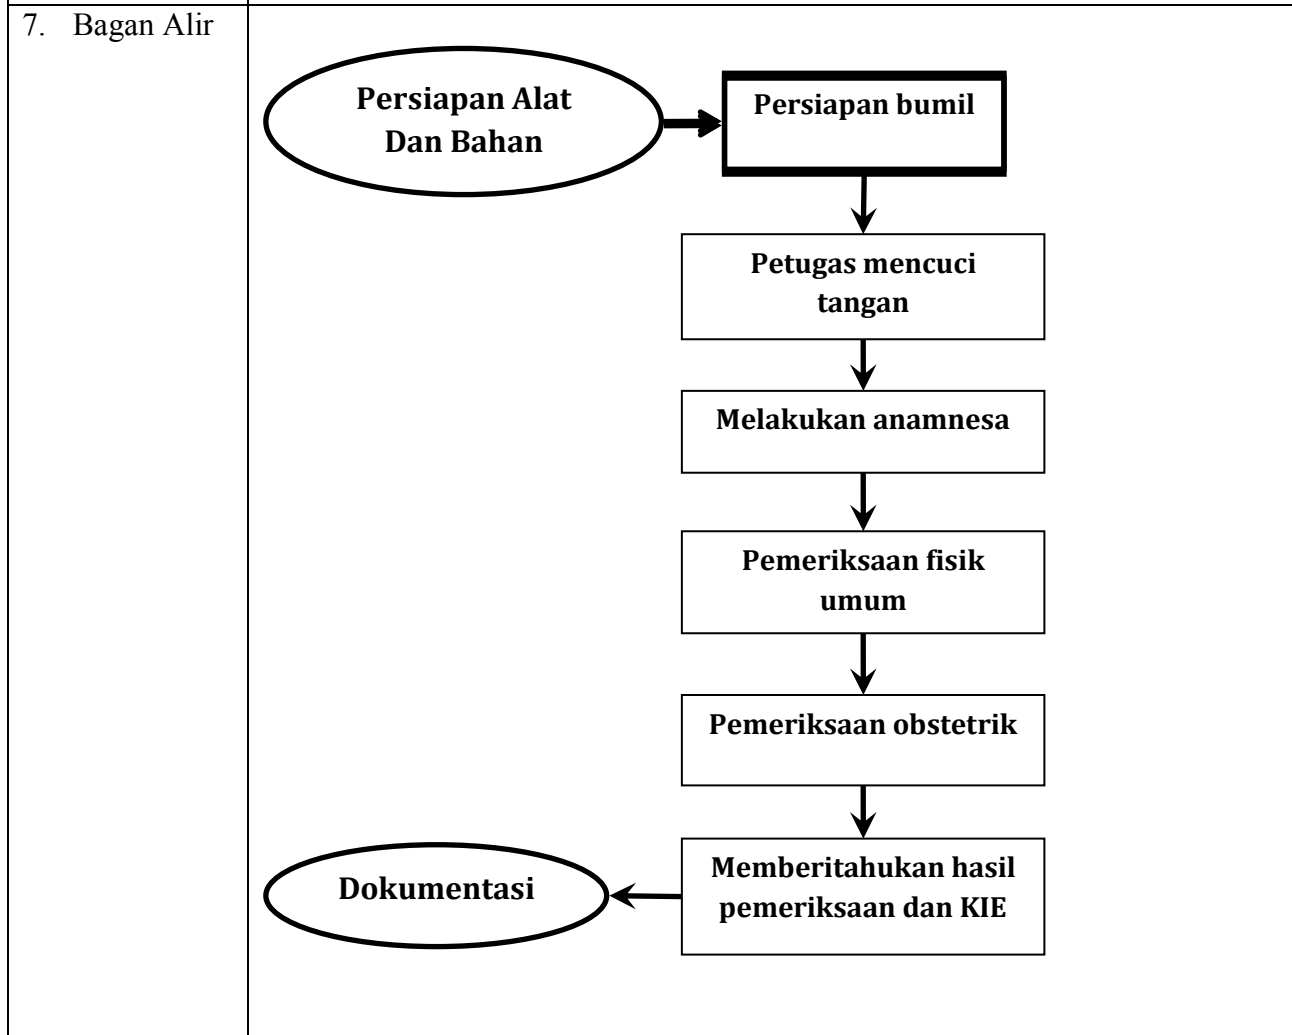 7. Bagan Alir
Persiapan Alat
Dan Bahan
Persiapan bumil
Petugas mencuci
tangan
Melakukan anamnesa
Pemeriksaan fisik
umum
Pemeriksaan obstetrik
Memberitahukan hasil
pemeriksaan dan KIE
Dokumentasi